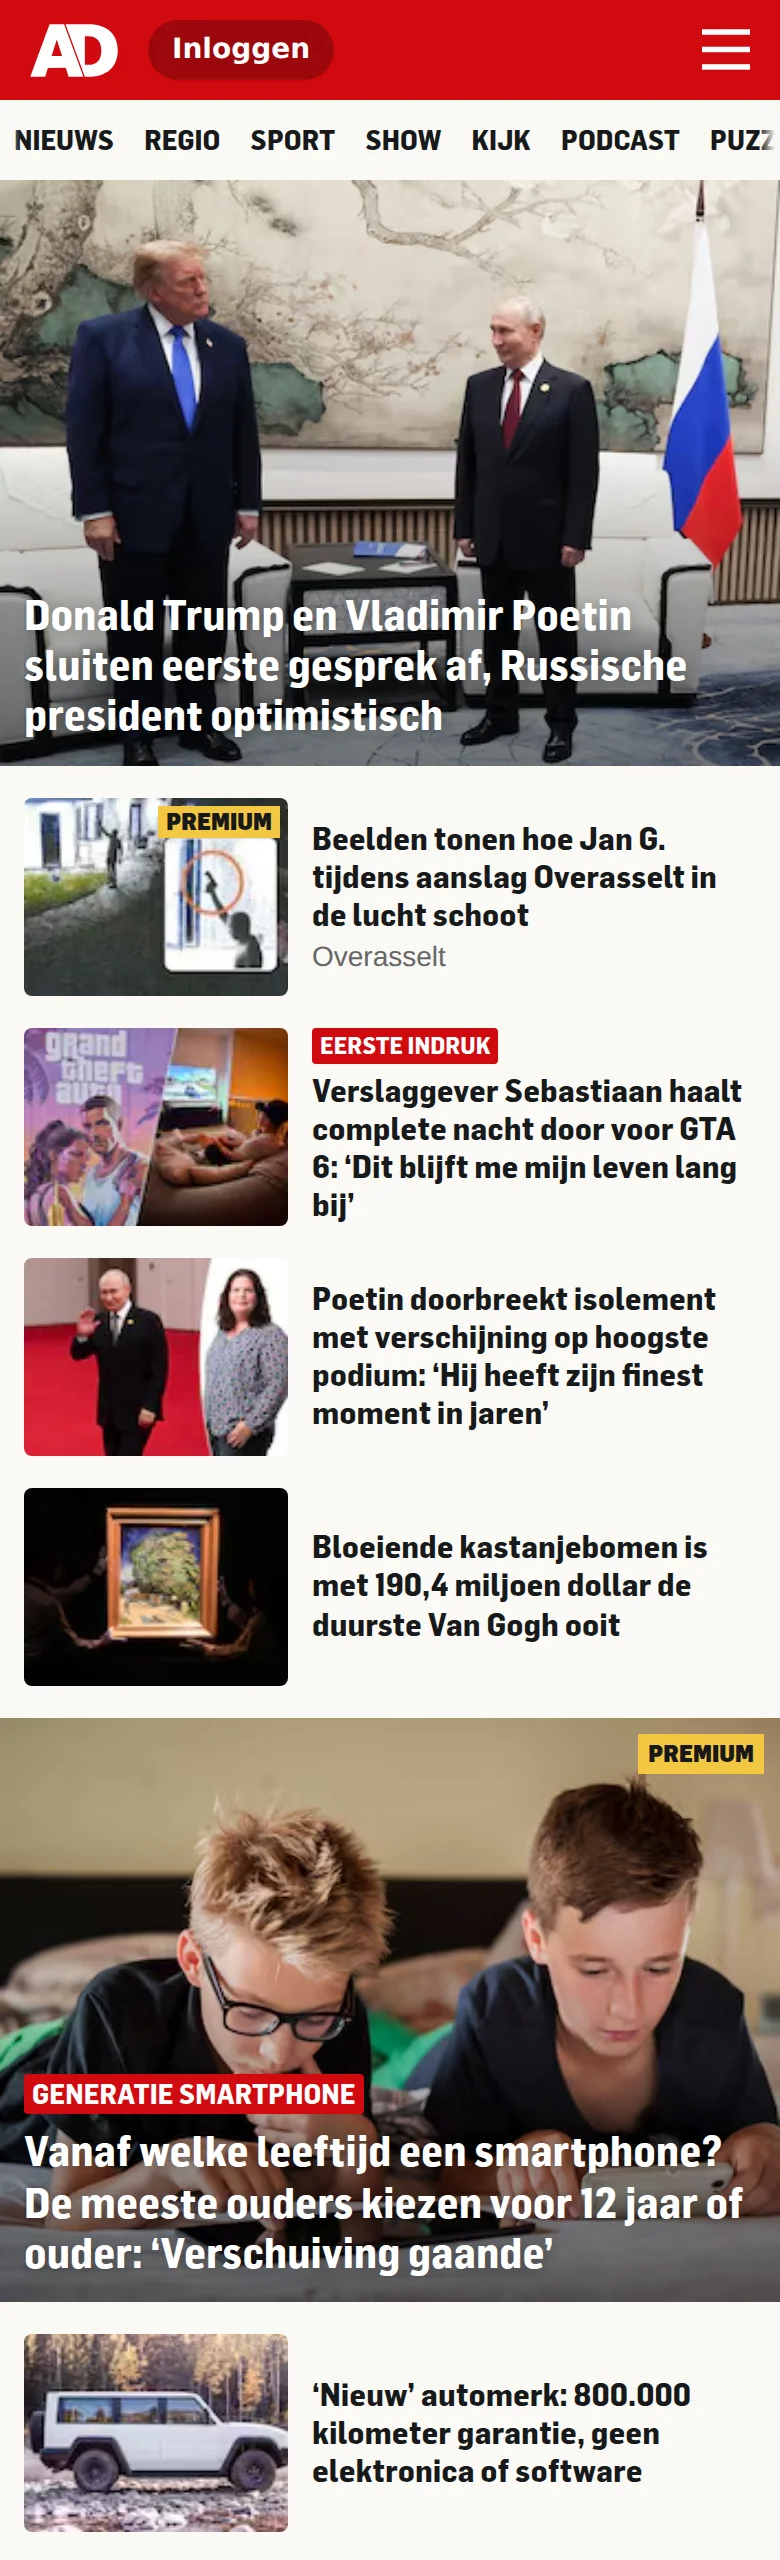 AD
Inloggen
NIEUWS REGIO SPORT SHOW KIJK PODCAST PUZZ
Donald Trump en Vladimir Poetin
sluiten eerste gesprek af, Russische
president optimistisch
PREMIUM
Beelden tonen hoe Jan G.
tijdens aanslag Overasselt in
de lucht schoot
Overasselt
grand
theft
auto
EERSTE INDRUK
Verslaggever Sebastiaan haalt
complete nacht door voor GTA
6: ‘Dit blijft me mijn leven lang
bij’
Poetin doorbreekt isolement
met verschijning op hoogste
podium: ‘Hij heeft zijn finest
moment in jaren’
Bloeiende kastanjebomen is
met 190,4 miljoen dollar de
duurste Van Gogh ooit
PREMIUM
GENERATIE SMARTPHONE
Vanaf welke leeftijd een smartphone?
De meeste ouders kiezen voor 12 jaar of
ouder: ‘Verschuiving gaande’
‘Nieuw’ automerk: 800.000
kilometer garantie, geen
elektronica of software